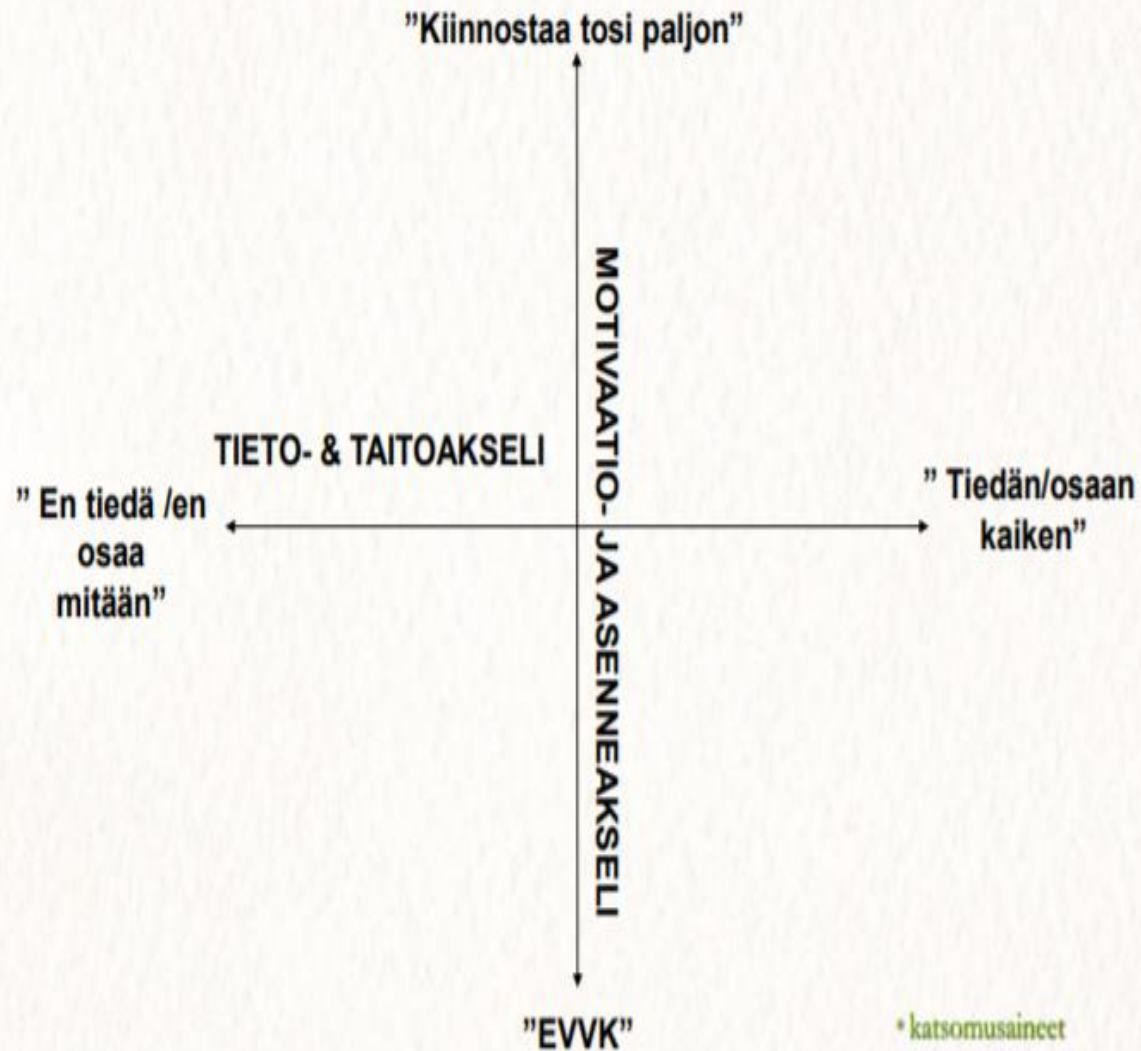 ”Kiinnostaa tosi paljon”
MOTIVAATIO- JA ASENNEAKSELI
TIETO- & TAITOAKSELI
” En tiedä /en
osaa
mitään”
” Tiedän/osaan
kaiken”
”EVVK”
* katsomusaineet